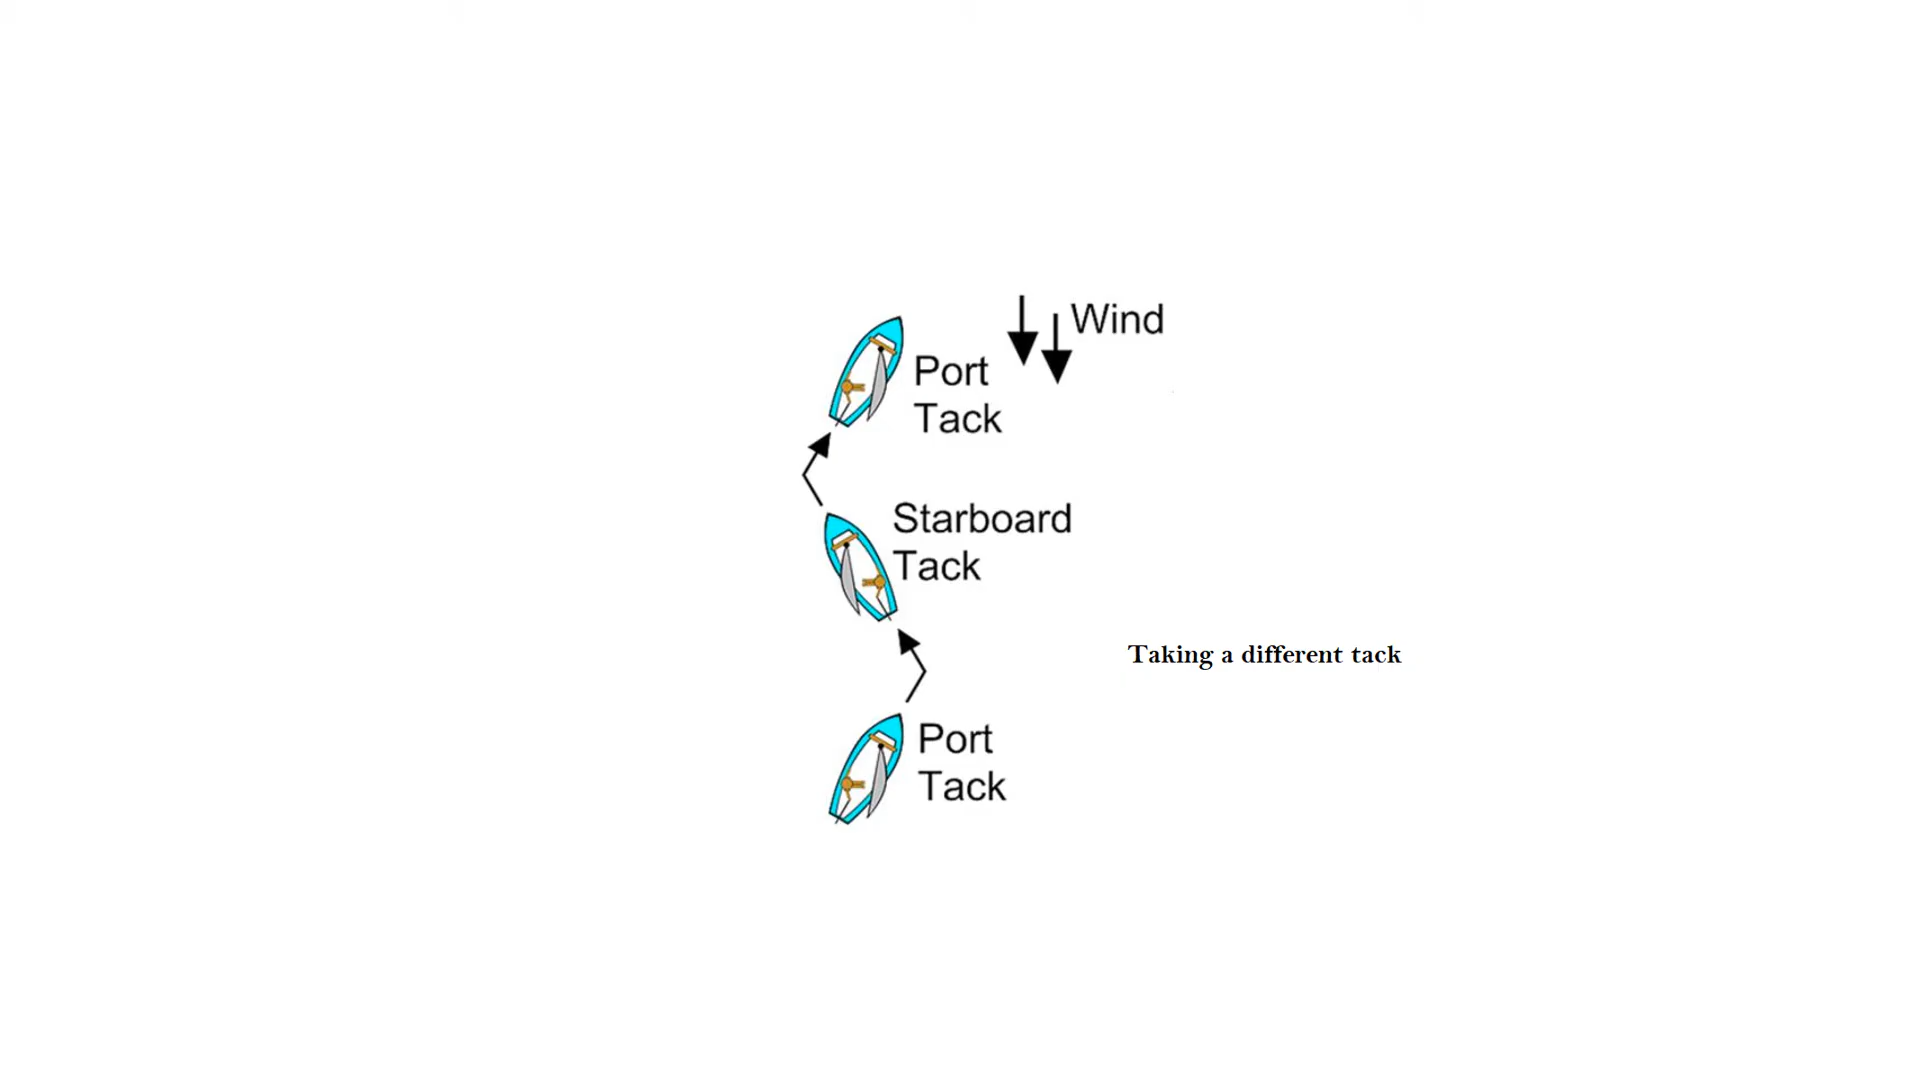 Wind
Port
Tack
Starboard
Tack
Taking a different tack
Port
Tack